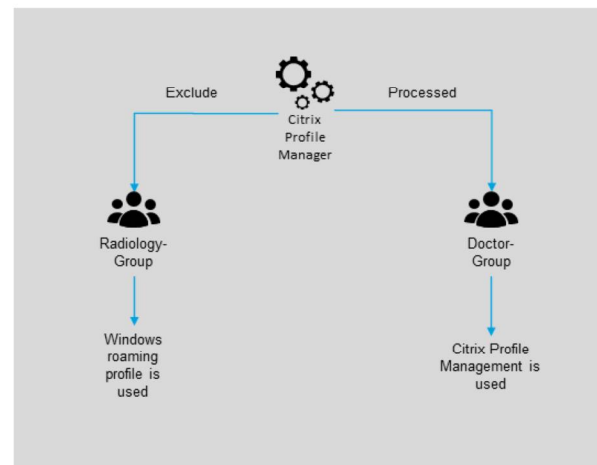 Exclude
Processed
Citrix
Profile
Manager
Radiology-
Group
Doctor-
Group
Windows
roaming
profile is
used
Citrix Profile
Management is
used